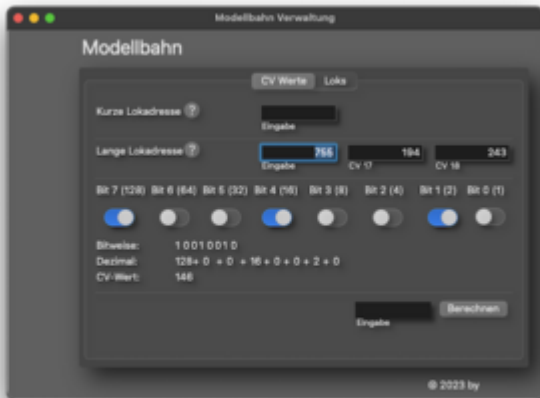 Modellbahn Verwaltung
Modellbahn
CV Werte Loks
Kurze Lokadresse ?
Eingabe
Lange Lokadresse ? 755 194 243
Eingabe CV 17 CV 18
Bit 7 (128) Bit 6 (64) Bit 5 (32) Bit 4 (16) Bit 3 (8) Bit 2 (4) Bit 1 (2) Bit 0 (1)
Bitweise: 1 0 0 1 0 0 1 0
Dezimal: 128+ 0 + 0 + 16 + 0 + 0 + 2 + 0
CV-Wert: 146
Berechnen
Eingabe
© 2023 by